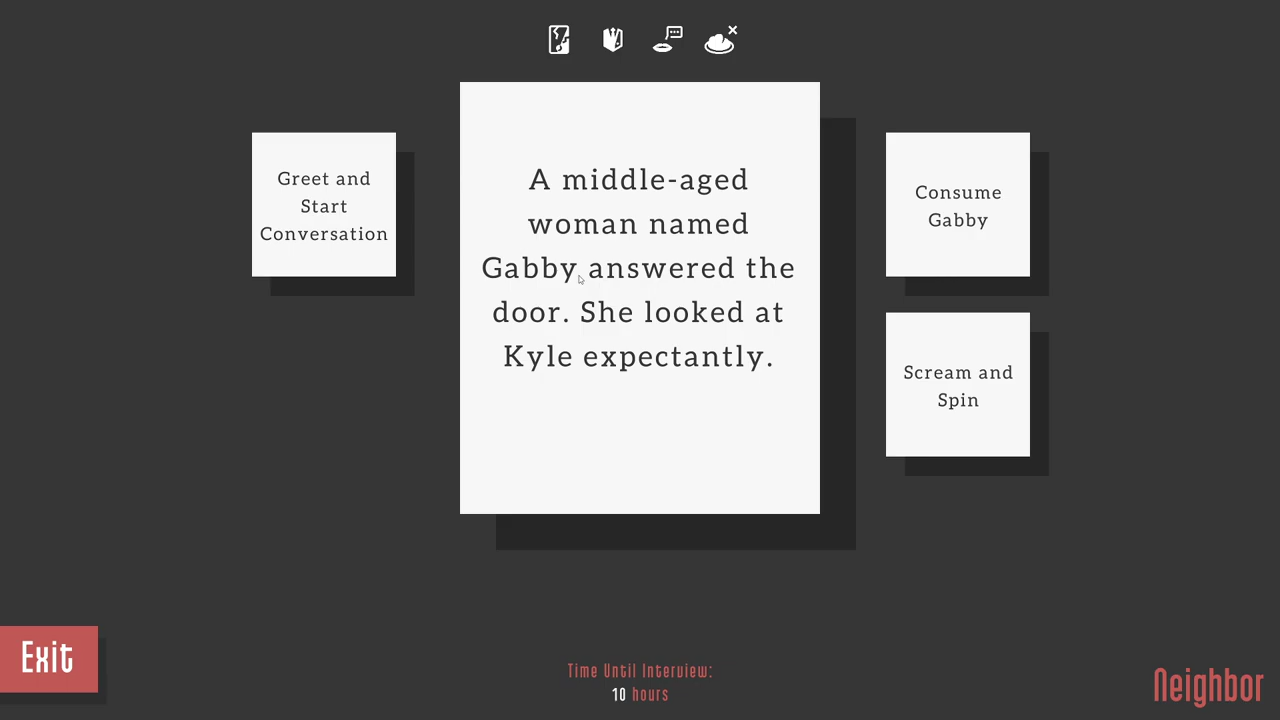 Greet and
Start
Conversation
A middle-aged
woman named
Gabby answered the
door. She looked at
Kyle expectantly.
Consume
Gabby
Scream and
Spin
Exit
Time Until Interview:
10 hours
Neighbor